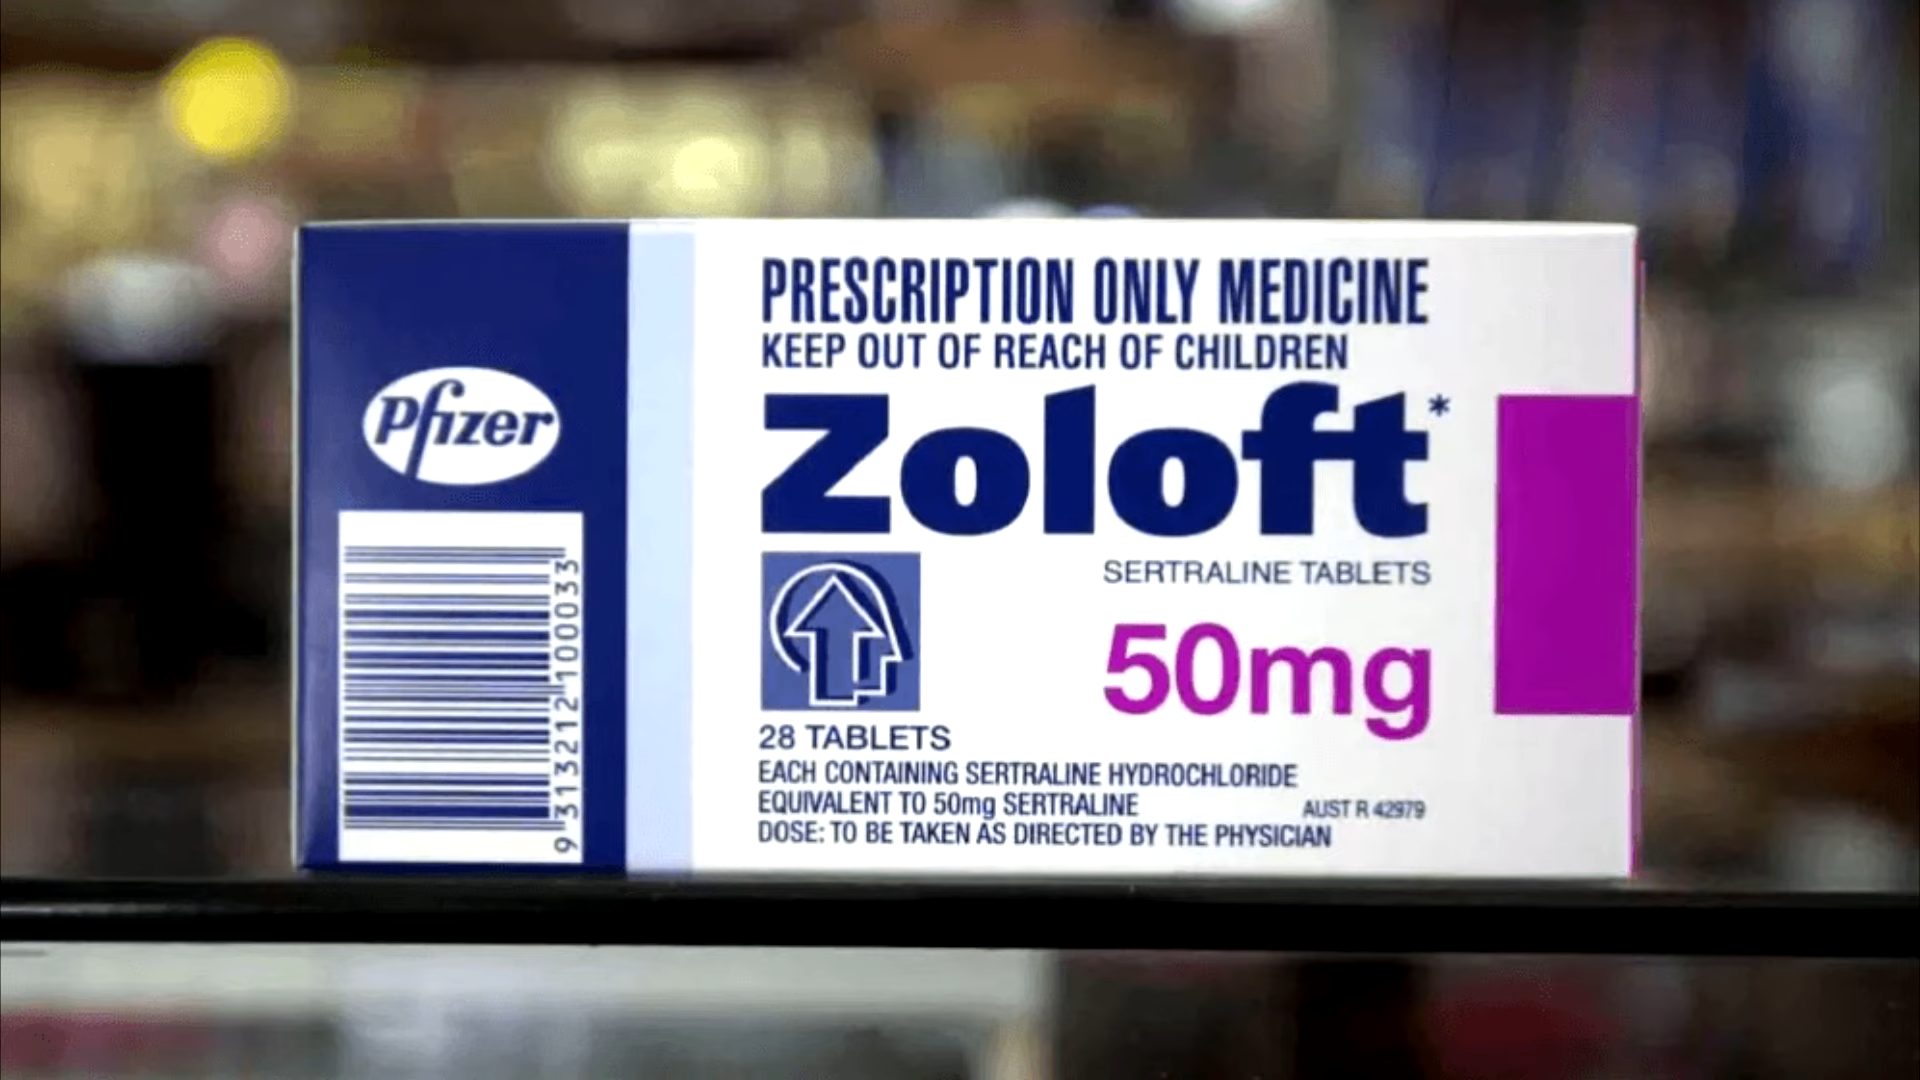 Pfizer
9 313212 100033
PRESCRIPTION ONLY MEDICINE
KEEP OUT OF REACH OF CHILDREN
Zoloft*
SERTRALINE TABLETS
50mg
28 TABLETS
EACH CONTAINING SERTRALINE HYDROCHLORIDE
EQUIVALENT TO 50mg SERTRALINE AUST R 42979
DOSE: TO BE TAKEN AS DIRECTED BY THE PHYSICIAN